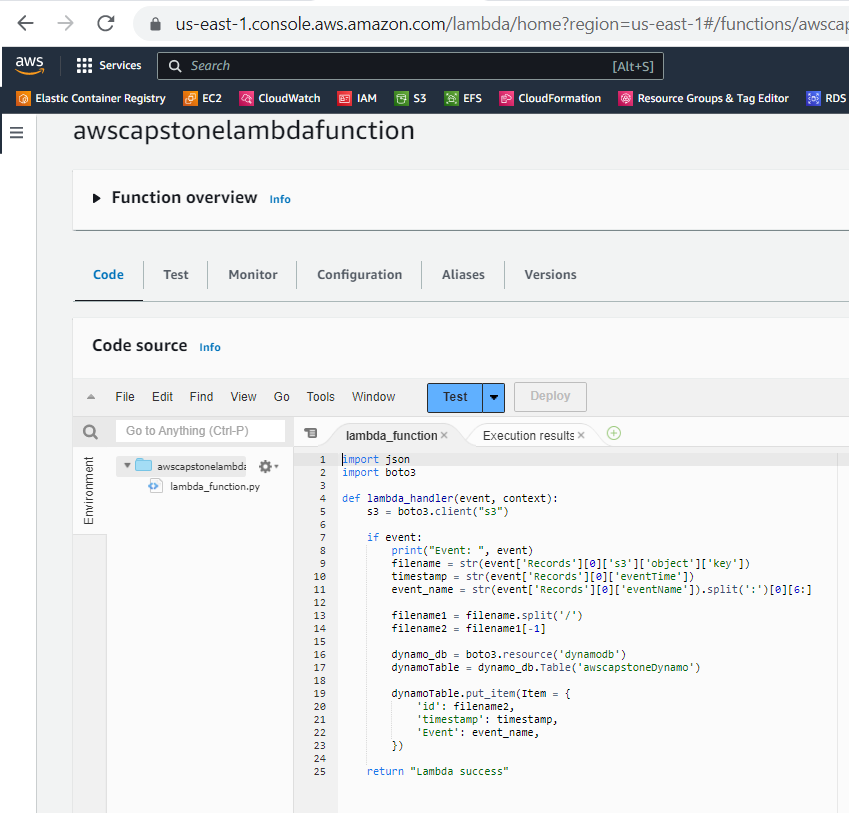 us-east-1.console.aws.amazon.com/lambda/home?region=us-east-1#/functions/awscap
aws Services Search [Alt+S]
Elastic Container Registry EC2 CloudWatch IAM S3 EFS CloudFormation Resource Groups & Tag Editor RDS
awscapstonelambdafunction
Function overview Info
Code Test Monitor Configuration Aliases Versions
Code source Info
File Edit Find View Go Tools Window Test Deploy
Go to Anything (Ctrl-P) lambda_function × Execution results ×
Environment
awscapstonelambda
lambda_function.py
1 import json
2 import boto3
3
4 def lambda_handler(event, context):
5     s3 = boto3.client("s3")
6
7     if event:
8         print("Event: ", event)
9         filename = str(event['Records'][0]['s3']['object']['key'])
10         timestamp = str(event['Records'][0]['eventTime'])
11         event_name = str(event['Records'][0]['eventName']).split(':')[0][6:]
12
13         filename1 = filename.split('/')
14         filename2 = filename1[-1]
15
16         dynamo_db = boto3.resource('dynamodb')
17         dynamoTable = dynamo_db.Table('awscapstoneDynamo')
18
19         dynamoTable.put_item(Item = {
20             'id': filename2,
21             'timestamp': timestamp,
22             'Event': event_name,
23         })
24
25     return "Lambda success"